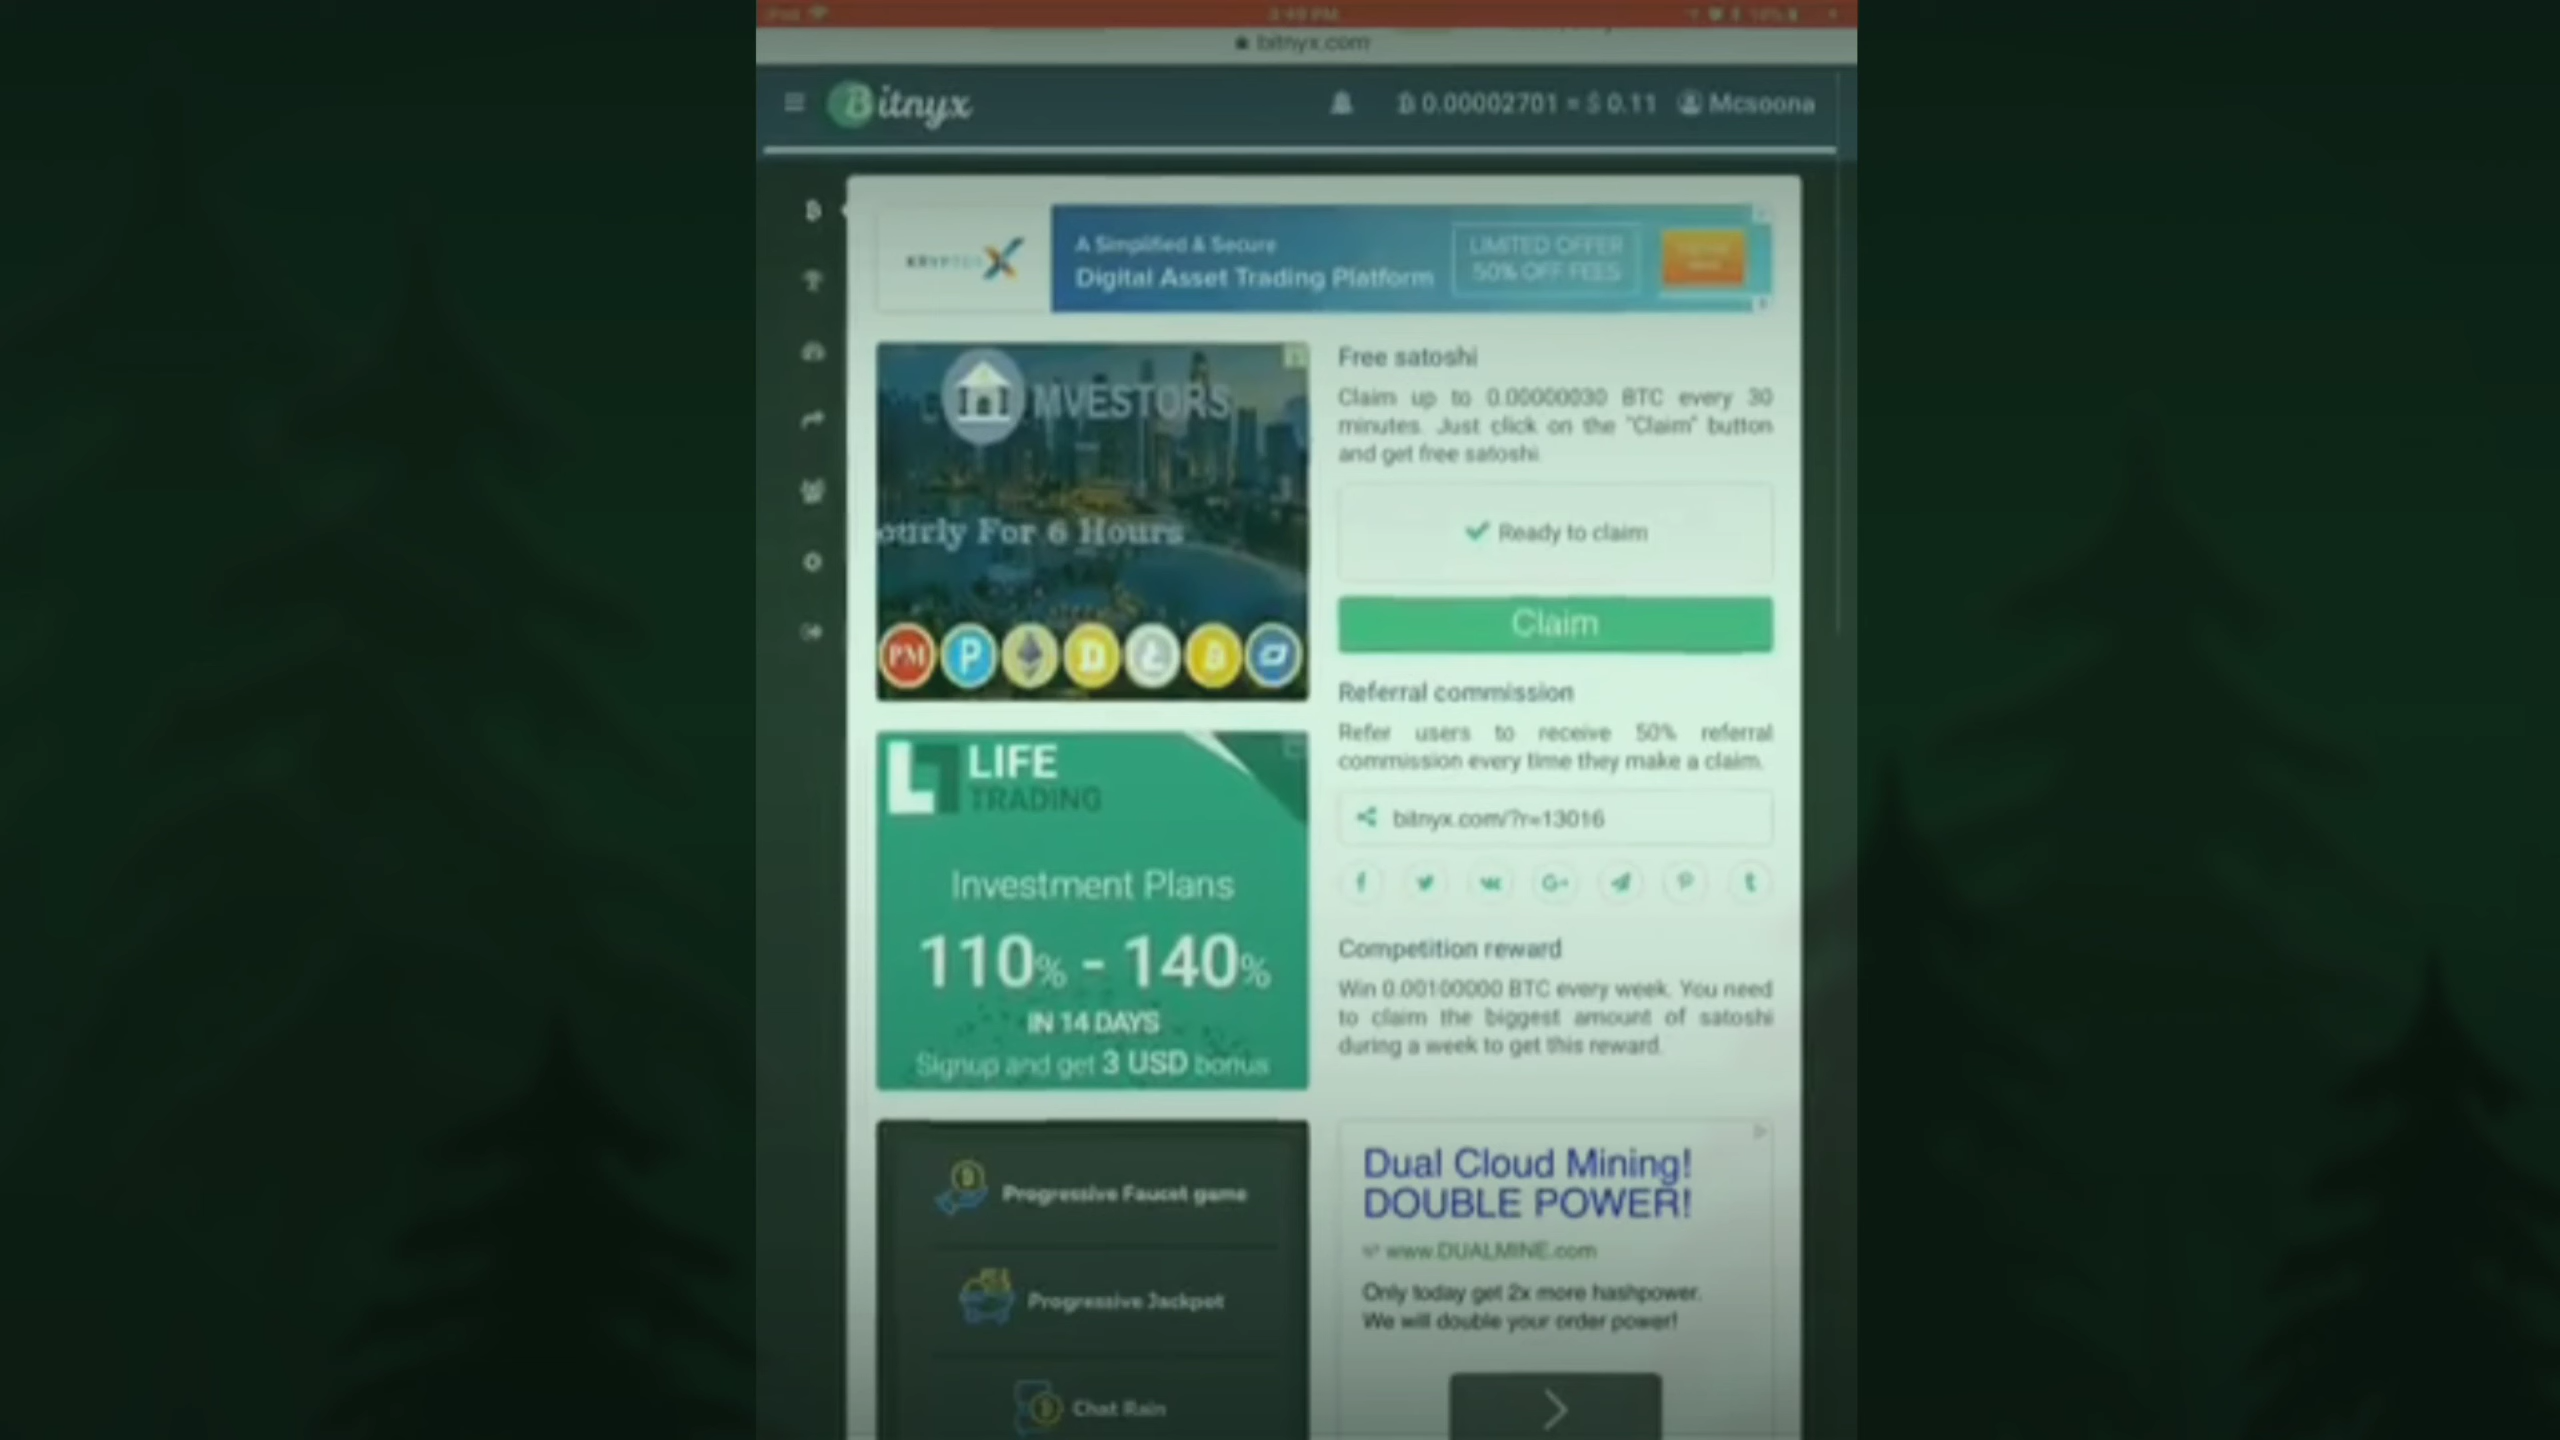 iPad
3:49 PM
bitnyx.com
Bitnyx
0.00002701 = $ 0.11
Mcsoona
A Simplified & Secure
Digital Asset Trading Platform
LIMITED OFFER
50% OFF FEES
MVESTORS
ourly For 6 Hours
PM
LIFE
TRADING
Investment Plans
110% - 140%
IN 14 DAYS
Signup and get 3 USD bonus
Progressive Faucet game
Progressive Jackpot
Chat Rain
Free satoshi
Claim up to 0.00000030 BTC every 30
minutes. Just click on the "Claim" button
and get free satoshi.
Ready to claim
Claim
Referral commission
Refer users to receive 50% referral
commission every time they make a claim.
bitnyx.com/?r=13016
Competition reward
Win 0.00100000 BTC every week. You need
to claim the biggest amount of satoshi
during a week to get this reward.
Dual Cloud Mining!
DOUBLE POWER!
www.DUALMINE.com
Only today get 2x more hashpower.
We will double your order power!